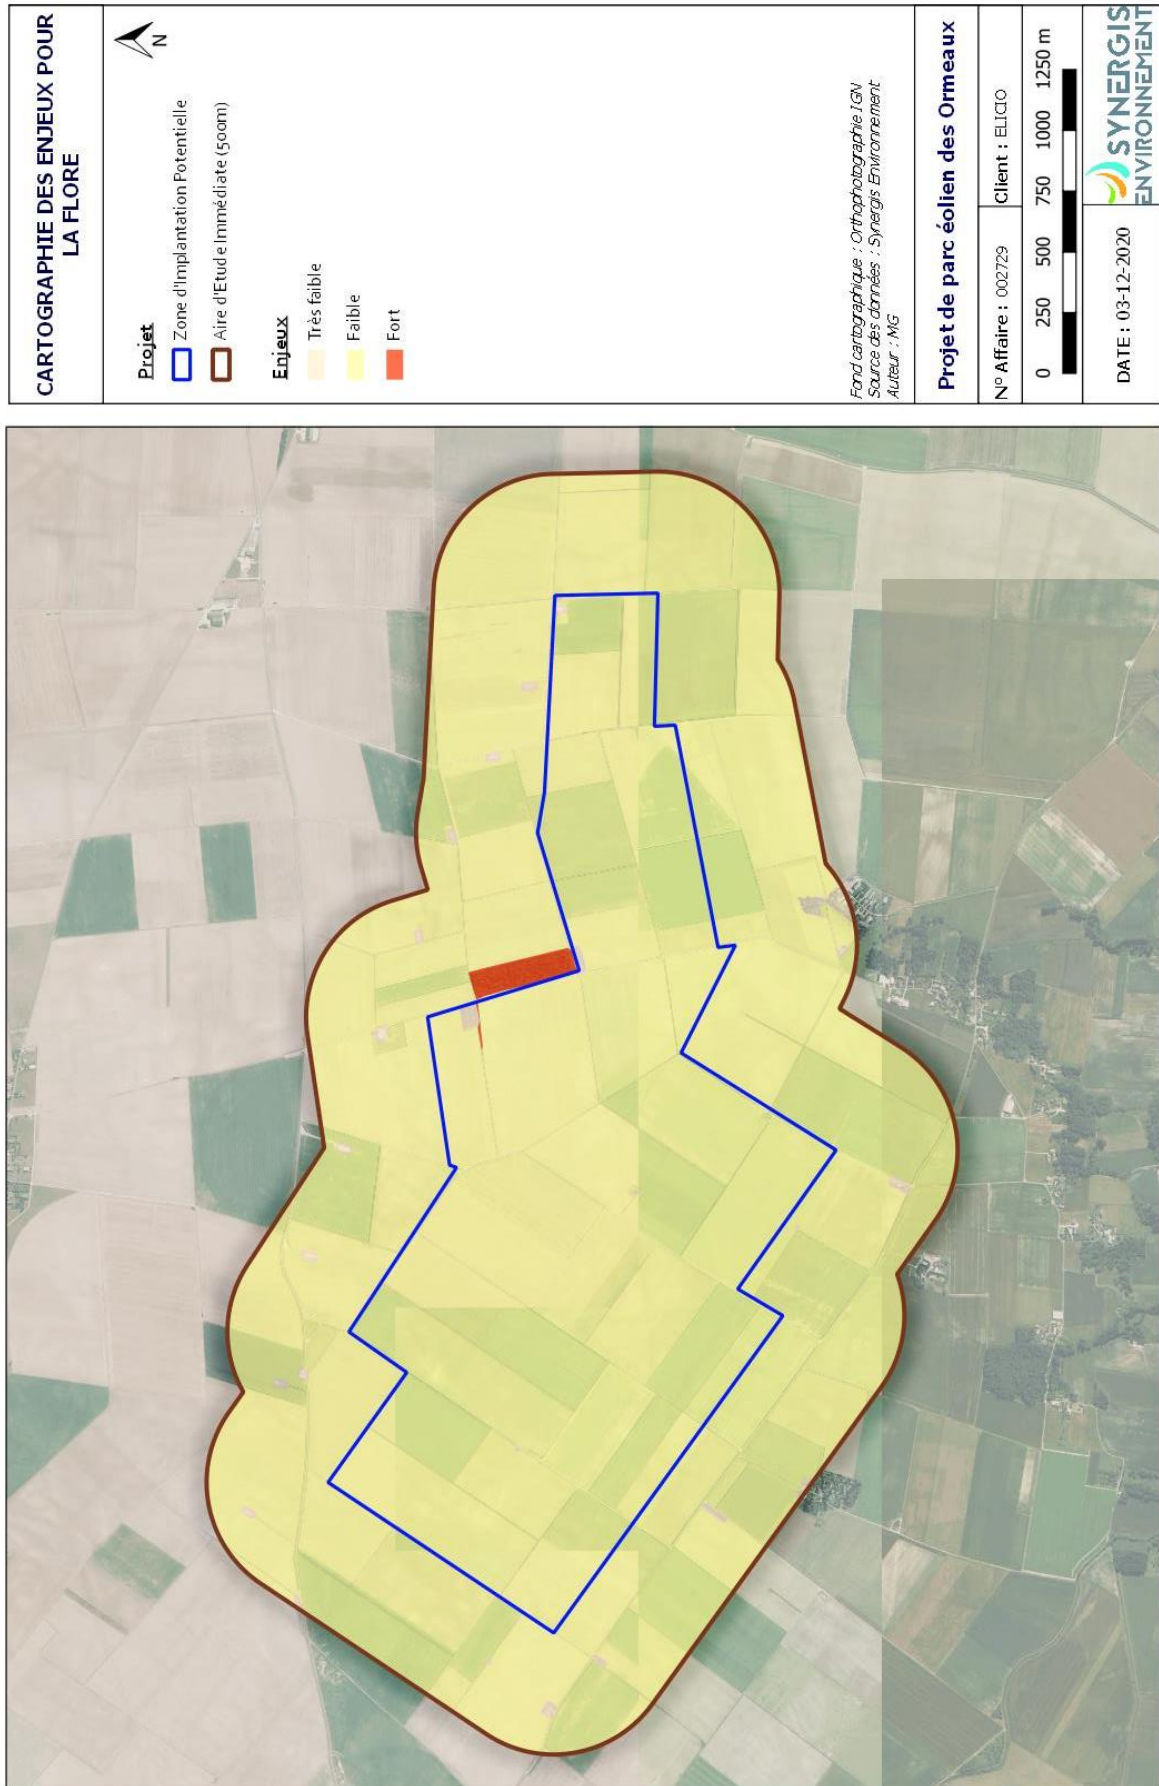 CARTOGRAPHIE DES ENJEUX POUR
LA FLORE
N
Projet
Zone d'Implantation Potentielle
Aire d'Etude Immédiate (500m)
Enjeux
Très faible
Faible
Fort
Fond cartographique : Orthophotographie IGN
Source des données : Synergis Environnement
Auteur : MG
Projet de parc éolien des Ormeaux
N° Affaire : 002729
Client : ELICIO
0 250 500 750 1000 1250 m
DATE : 03-12-2020
SYNERGIS
ENVIRONNEMENT